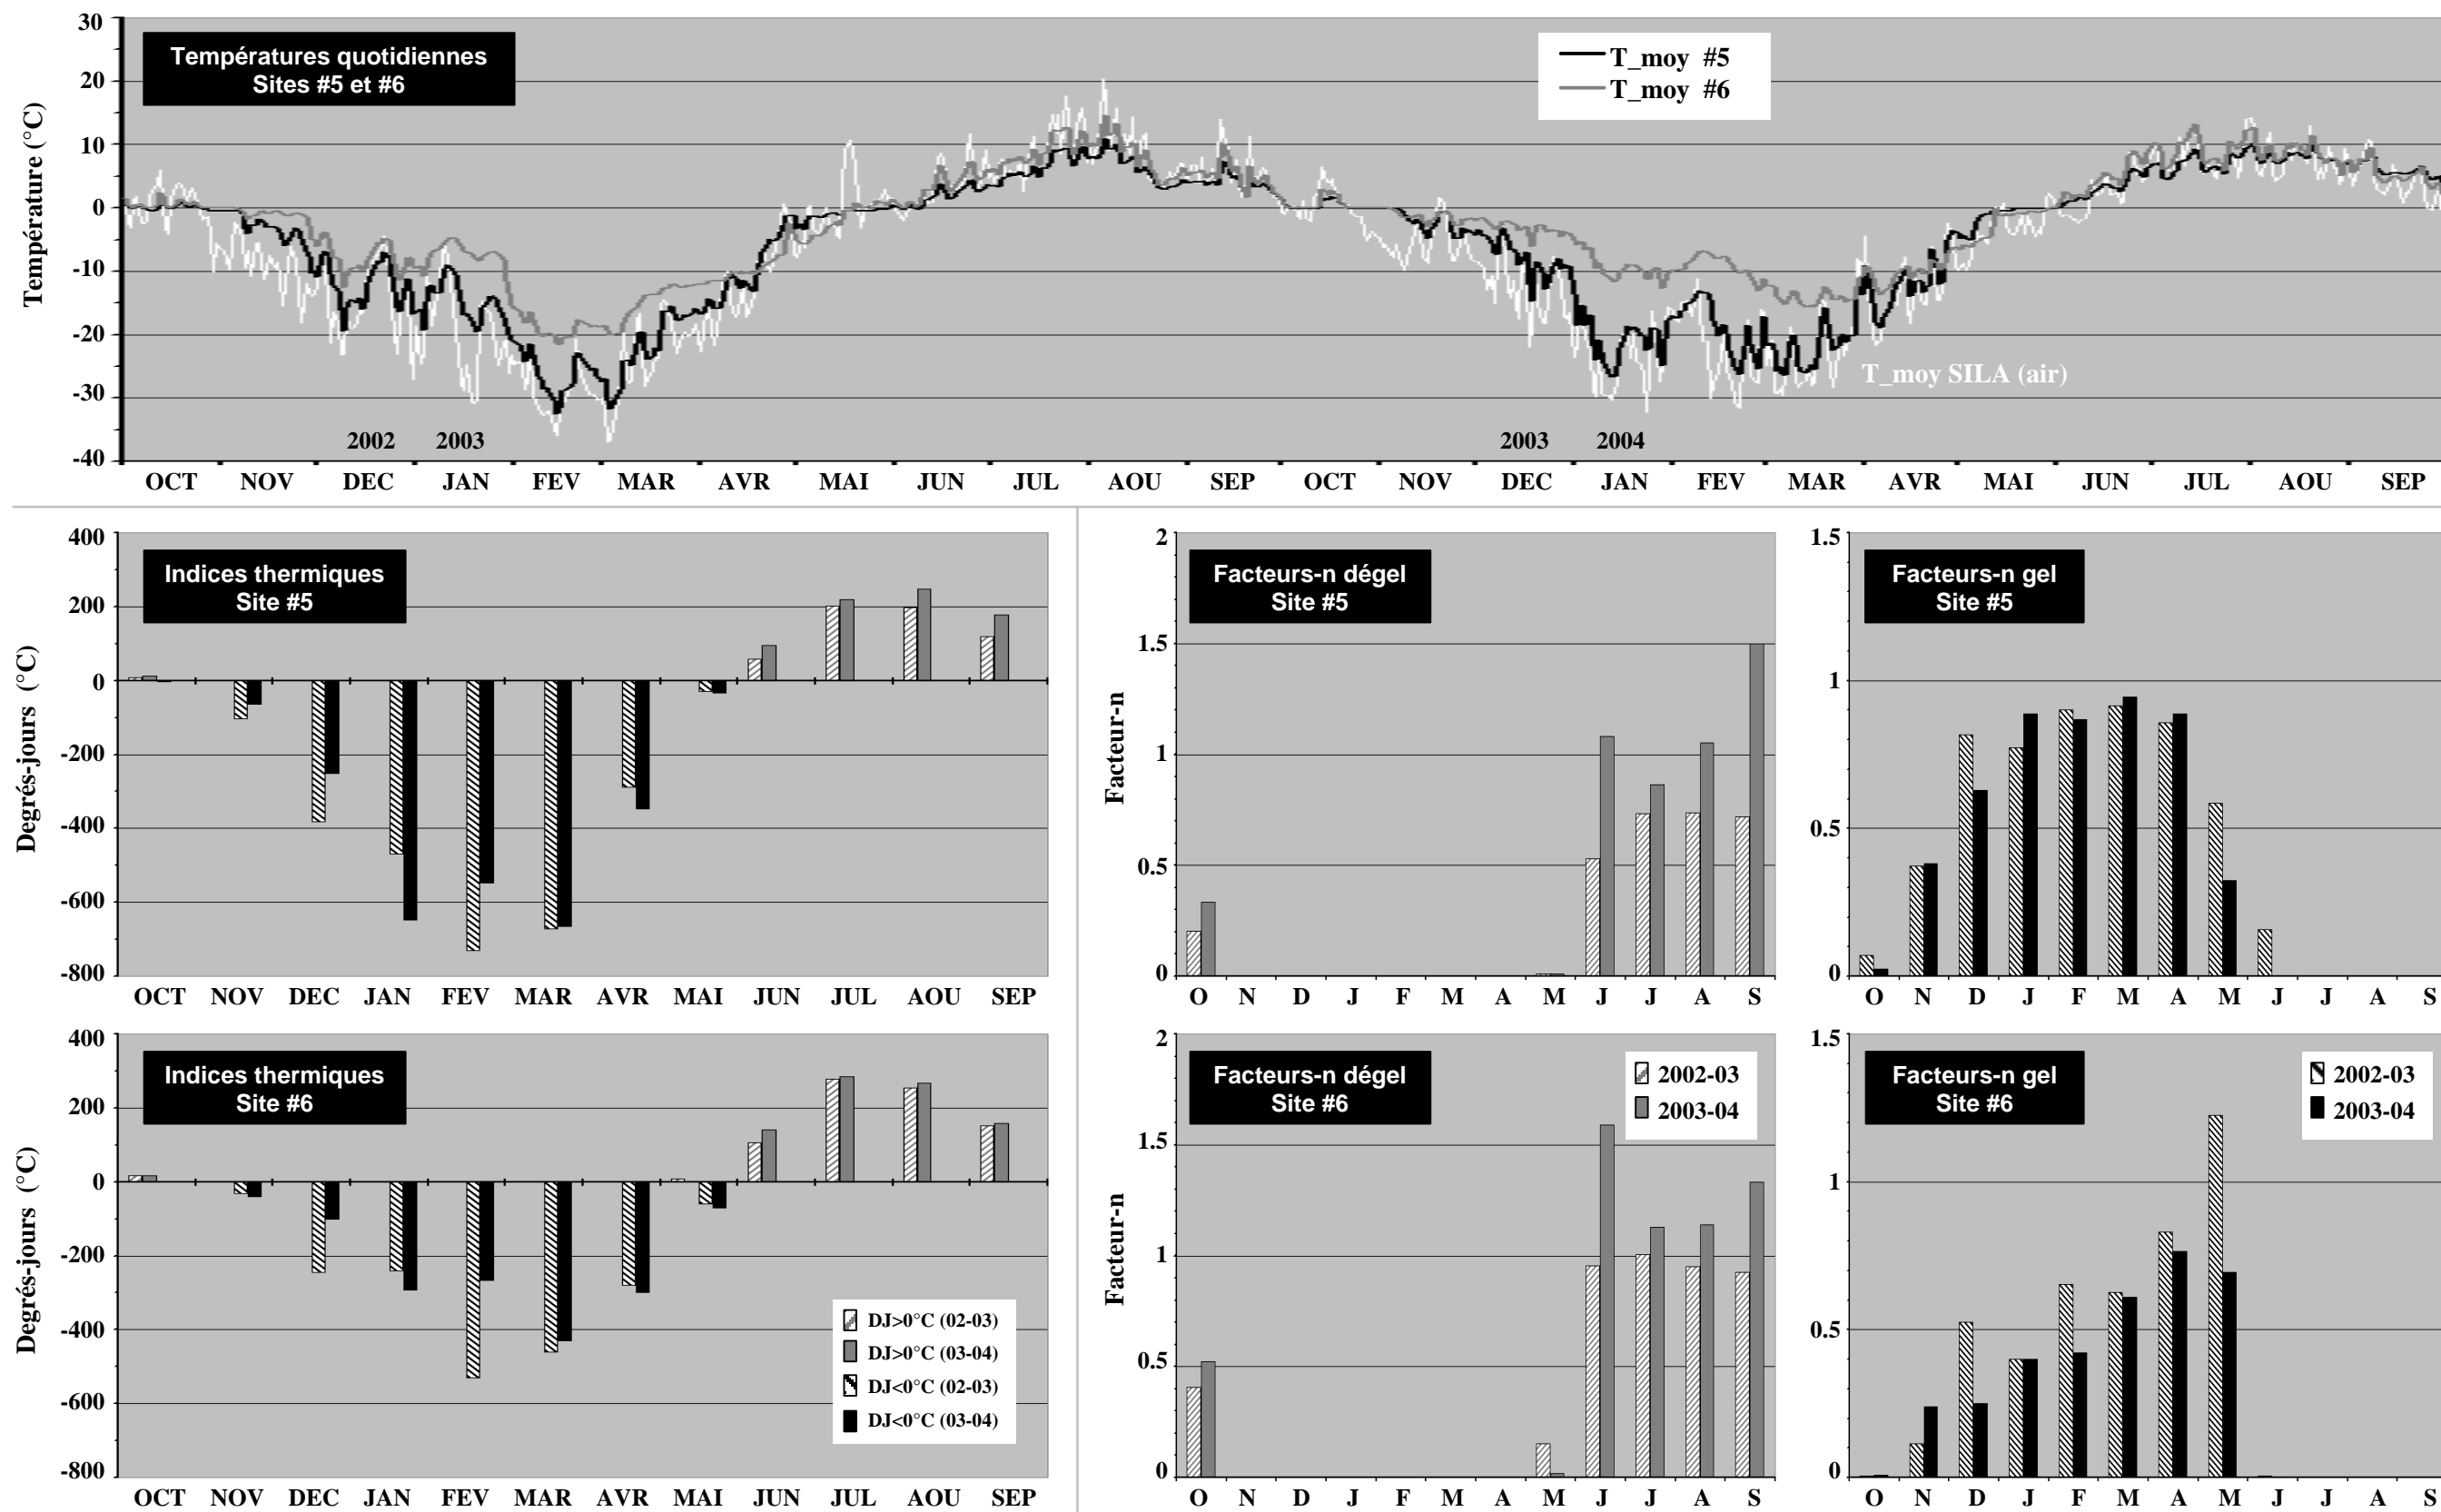 Températures quotidiennes
Sites #5 et #6
T_moy #5
T_moy #6
Température (°C)
30
20
10
0
-10
-20
-30
-40
T_moy SILA (air)
2002 2003 2003 2004
OCT NOV DEC JAN FEV MAR AVR MAI JUN JUL AOU SEP OCT NOV DEC JAN FEV MAR AVR MAI JUN JUL AOU SEP
Indices thermiques
Site #5
Degrés-jours (°C)
400
200
0
-200
-400
-600
-800
OCT NOV DEC JAN FEV MAR AVR MAI JUN JUL AOU SEP
Facteurs-n dégel
Site #5
Facteur-n
2
1.5
1
0.5
0
O N D J F M A M J J A S
Facteurs-n gel
Site #5
1.5
1
0.5
0
O N D J F M A M J J A S
Indices thermiques
Site #6
Degrés-jours (°C)
400
200
0
-200
-400
-600
-800
DJ>0°C (02-03)
DJ>0°C (03-04)
DJ<0°C (02-03)
DJ<0°C (03-04)
OCT NOV DEC JAN FEV MAR AVR MAI JUN JUL AOU SEP
Facteurs-n dégel
Site #6
2002-03
2003-04
Facteur-n
2
1.5
1
0.5
0
O N D J F M A M J J A S
Facteurs-n gel
Site #6
2002-03
2003-04
1.5
1
0.5
0
O N D J F M A M J J A S